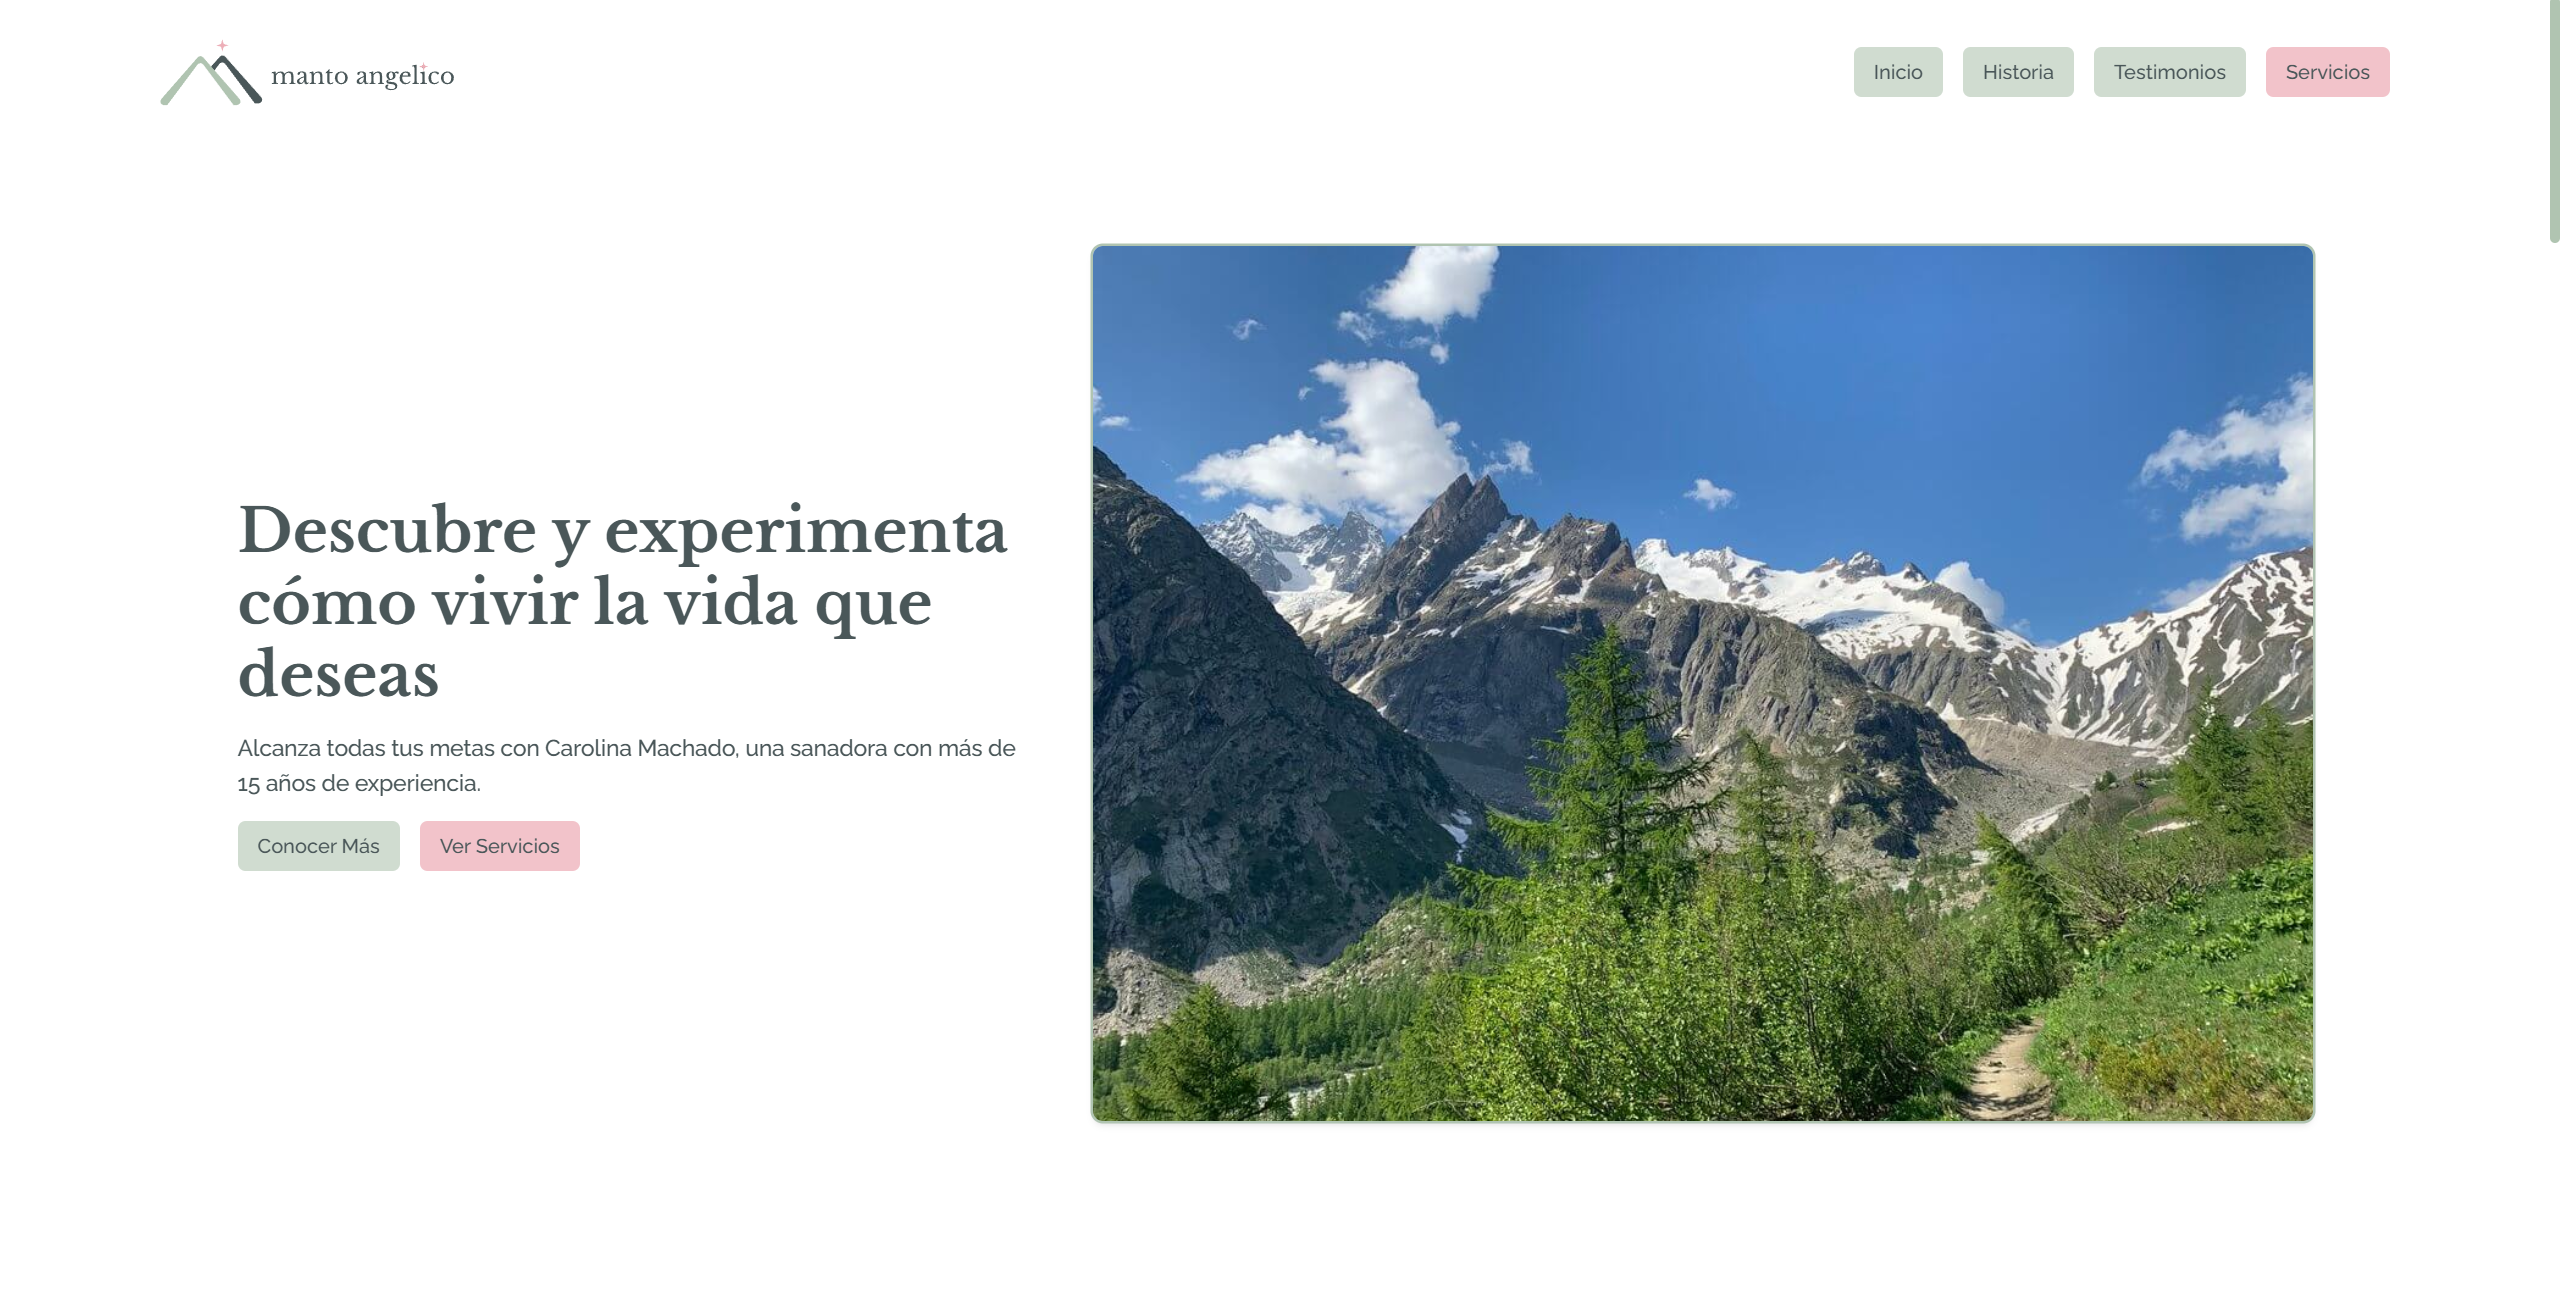 manto angelico
Inicio
Historia
Testimonios
Servicios
Descubre y experimenta
cómo vivir la vida que
deseas
Alcanza todas tus metas con Carolina Machado, una sanadora con más de
15 años de experiencia.
Conocer Más
Ver Servicios